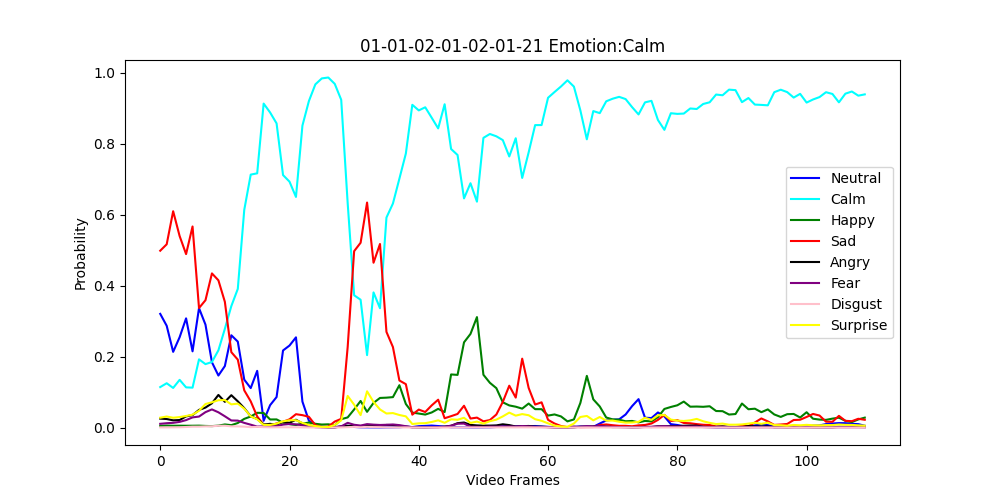 01-01-02-01-02-01-21 Emotion:Calm
Probability
1.0
0.8
0.6
0.4
0.2
0.0
0 20 40 60 80 100
Video Frames
Neutral
Calm
Happy
Sad
Angry
Fear
Disgust
Surprise